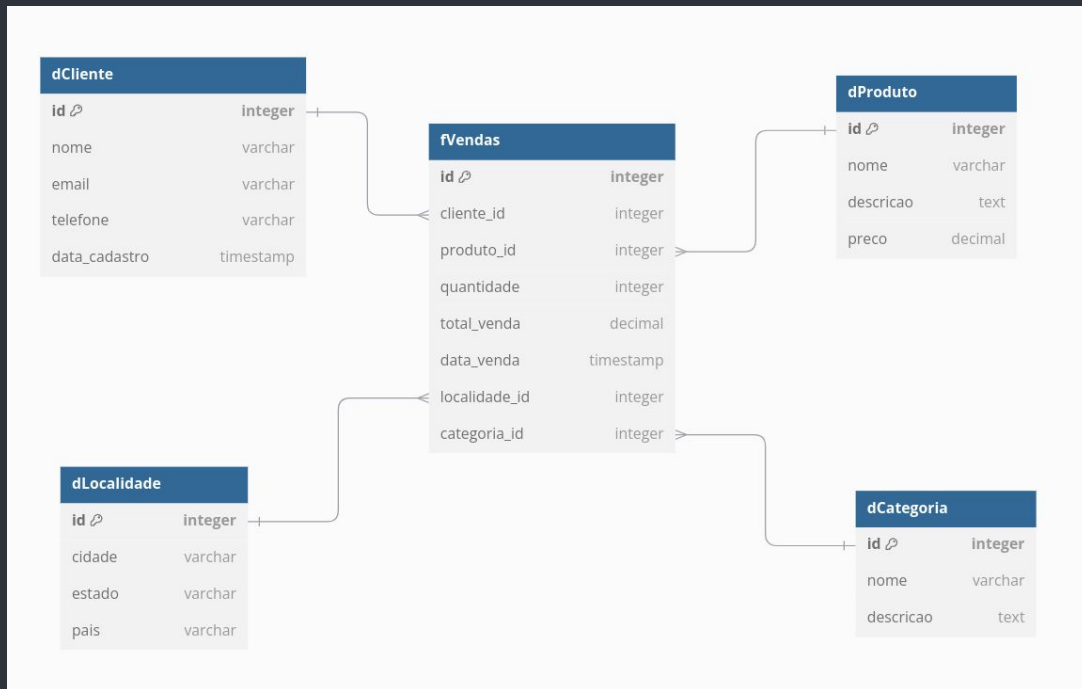 dCliente
id integer
nome varchar
email varchar
telefone varchar
data_cadastro timestamp
fVendas
id integer
cliente_id integer
produto_id integer
quantidade integer
total_venda decimal
data_venda timestamp
localidade_id integer
categoria_id integer
dProduto
id integer
nome varchar
descricao text
preco decimal
dLocalidade
id integer
cidade varchar
estado varchar
pais varchar
dCategoria
id integer
nome varchar
descricao text